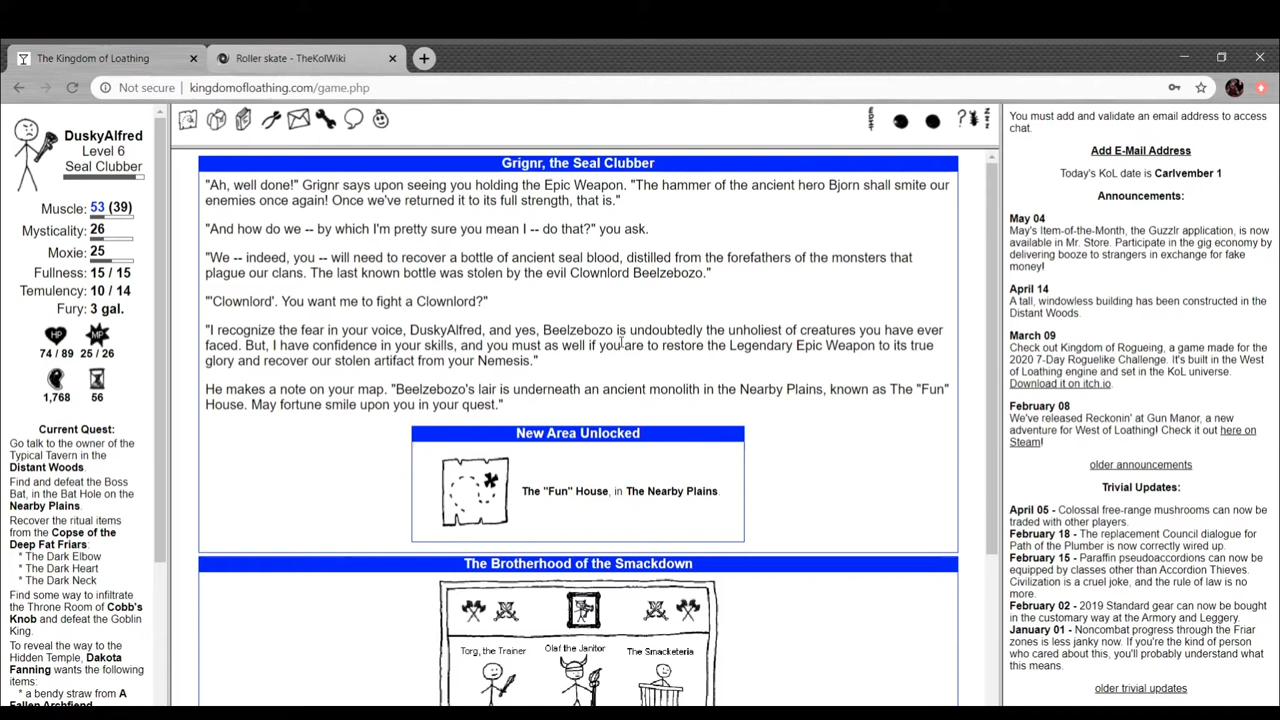 The Kingdom of Loathing
Roller skate - TheKolWiki
Not secure
kingdomofloathing.com/game.php
DuskyAlfred
Level 6
Seal Clubber
Muscle: 53 (39)
Mysticality: 26
Moxie: 25
Fullness: 15 / 15
Temulency: 10 / 14
Fury: 3 gal.
HP
MP
74 / 89
25 / 26
1,768
56
Current Quest:
Go talk to the owner of the
Typical Tavern in the
Distant Woods.
Find and defeat the Boss
Bat, in the Bat Hole on the
Nearby Plains.
Recover the ritual items
from the Copse of the
Deep Fat Friars:
* The Dark Elbow
* The Dark Heart
* The Dark Neck
Find some way to infiltrate
the Throne Room of Cobb's
Knob and defeat the Goblin
King.
To reveal the way to the
Hidden Temple, Dakota
Fanning wants the following
items:
* a bendy straw from A
Fallen Archfiend
Grignr, the Seal Clubber
"Ah, well done!" Grignr says upon seeing you holding the Epic Weapon. "The hammer of the ancient hero Bjorn shall smite our
enemies once again! Once we've returned it to its full strength, that is."
"And how do we -- by which I'm pretty sure you mean I -- do that?" you ask.
"We -- indeed, you -- will need to recover a bottle of ancient seal blood, distilled from the forefathers of the monsters that
plague our clans. The last known bottle was stolen by the evil Clownlord Beelzebozo."
"'Clownlord'. You want me to fight a Clownlord?"
"I recognize the fear in your voice, DuskyAlfred, and yes, Beelzebozo is undoubtedly the unholiest of creatures you have ever
faced. But, I have confidence in your skills, and you must as well if you are to restore the Legendary Epic Weapon to its true
glory and recover our stolen artifact from your Nemesis."
He makes a note on your map. "Beelzebozo's lair is underneath an ancient monolith in the Nearby Plains, known as The "Fun"
House. May fortune smile upon you in your quest."
New Area Unlocked
The "Fun" House, in The Nearby Plains.
The Brotherhood of the Smackdown
Torg, the Trainer
Olaf the Janitor
The Smacketeria
You must add and validate an email address to access
chat.
Add E-Mail Address
Today's KoL date is Carlvember 1
Announcements:
May 04
May's Item-of-the-Month, the Guzzlr application, is now
available in Mr. Store. Participate in the gig economy by
delivering booze to strangers in exchange for fake
money!
April 14
A tall, windowless building has been constructed in the
Distant Woods.
March 09
Check out Kingdom of Rogueing, a game made for the
2020 7-Day Roguelike Challenge. It's built in the West
of Loathing engine and set in the KoL universe.
Download it on itch.io.
February 08
We've released Reckonin' at Gun Manor, a new
adventure for West of Loathing! Check it out here on
Steam!
older announcements
Trivial Updates:
April 05 - Colossal free-range mushrooms can now be
traded with other players.
February 18 - The replacement Council dialogue for
Path of the Plumber is now correctly wired up.
February 15 - Paraffin pseudoaccordions can now be
equipped by classes other than Accordion Thieves.
Civilization is a cruel joke, and the rule of law is no
more.
February 02 - 2019 Standard gear can now be bought
in the customary way at the Armory and Leggery.
January 01 - Noncombat progress through the Friar
zones is less janky now. If you're the kind of person
who cared about this, you'll probably understand what
this means.
older trivial updates